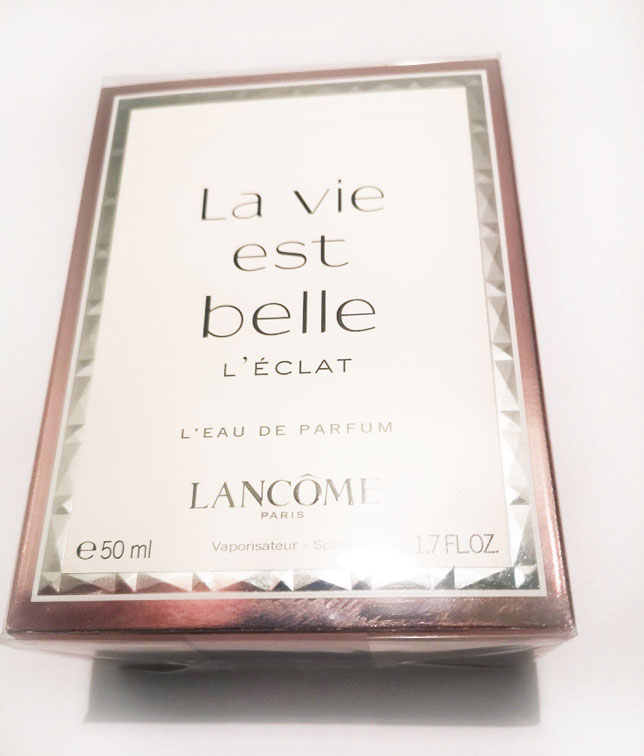 La vie
est
belle
L'ÉCLAT
L'EAU DE PARFUM
LANCÔME
PARIS
℮50 ml Vaporisateur - Spray 1.7 FL.OZ.